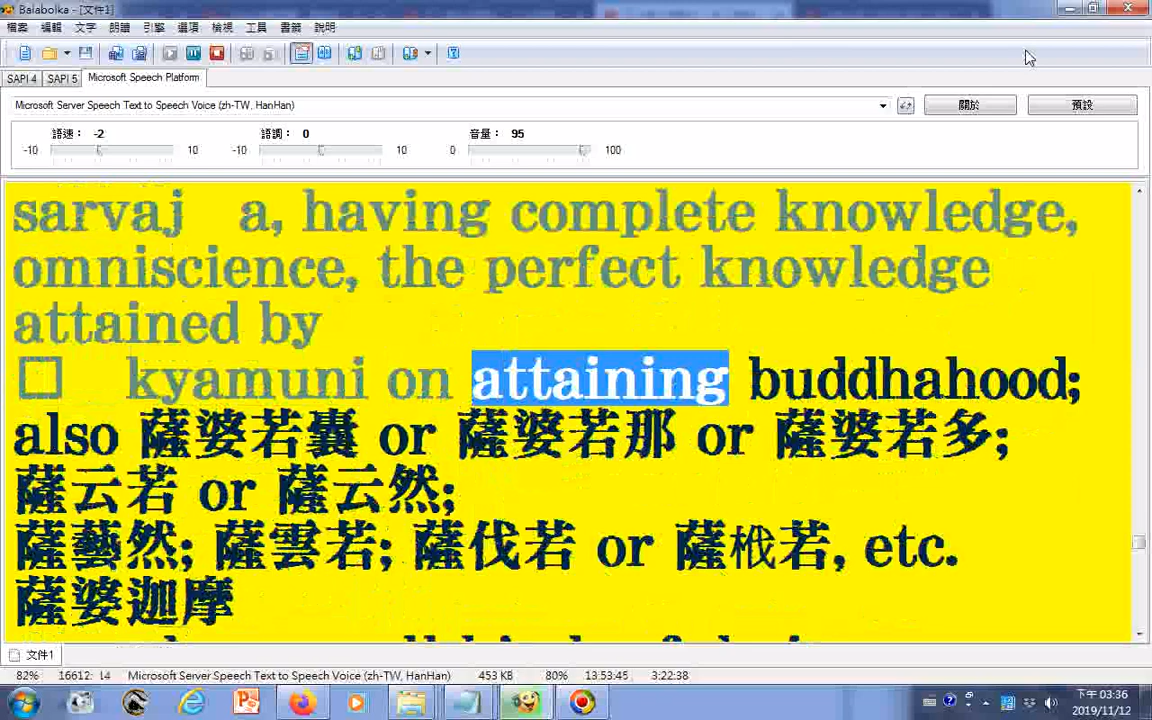 Balabolka - [文件1]
檔案 編輯 文字 朗讀 引擎 選項 檢視 工具 書籤 說明
SAPI 4 SAPI 5 Microsoft Speech Platform
Microsoft Server Speech Text to Speech Voice (zh-TW, HanHan) 關於 預設
語速： -2 語調： 0 音量： 95
-10 10 -10 10 0 100
sarvaj a, having complete knowledge,
omniscience, the perfect knowledge
attained by
□ kyamuni on attaining buddhahood;
also 薩婆若囊 or 薩婆若那 or 薩婆若多;
薩云若 or 薩云然;
薩藝然; 薩雲若; 薩伐若 or 薩栰若, etc.
薩婆迦摩
文件1
82% 16612: 14 Microsoft Server Speech Text to Speech Voice (zh-TW, HanHan) 453 KB 80% 13:53:45 3:22:38
下午 03:36
2019/11/12